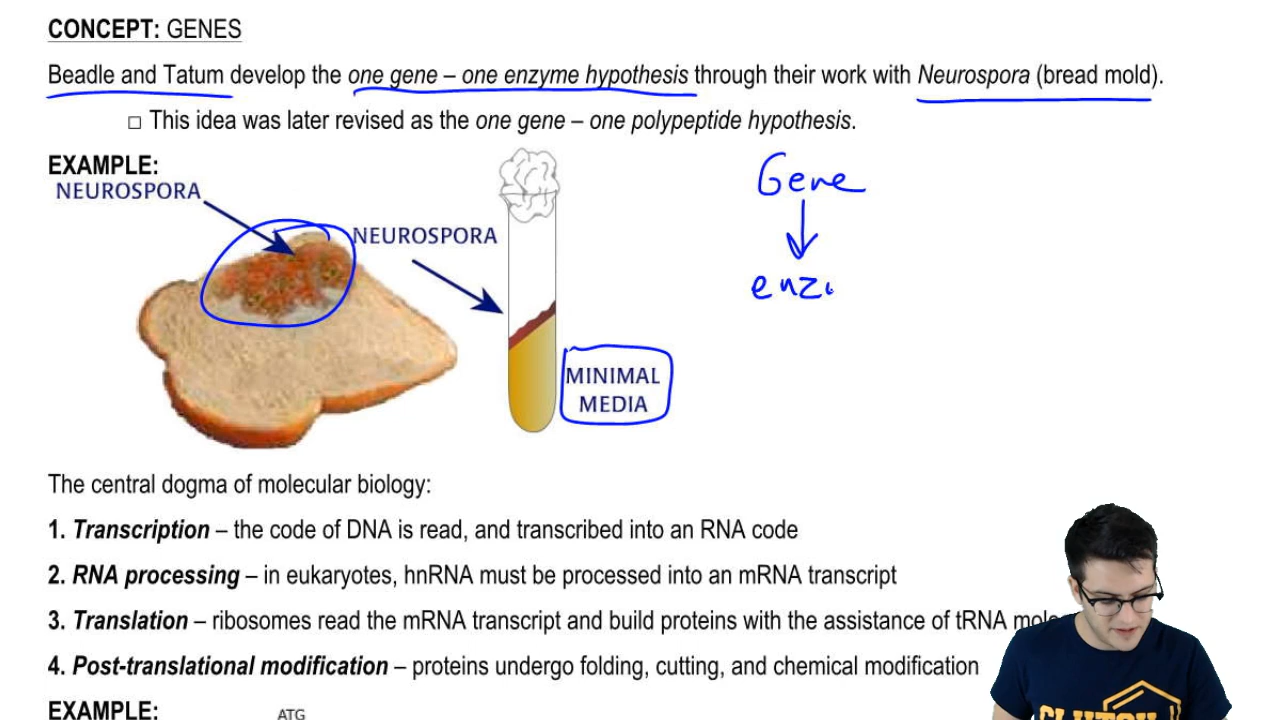 CONCEPT: GENES
Beadle and Tatum develop the one gene – one enzyme hypothesis through their work with Neurospora (bread mold).
□ This idea was later revised as the one gene – one polypeptide hypothesis.
EXAMPLE:
NEUROSPORA
NEUROSPORA
Gene
enzy
MINIMAL
MEDIA
The central dogma of molecular biology:
1. Transcription – the code of DNA is read, and transcribed into an RNA code
2. RNA processing – in eukaryotes, hnRNA must be processed into an mRNA transcript
3. Translation – ribosomes read the mRNA transcript and build proteins with the assistance of tRNA
4. Post-translational modification – proteins undergo folding, cutting, and chemical modification
EXAMPLE:
ATG
CLUTCH